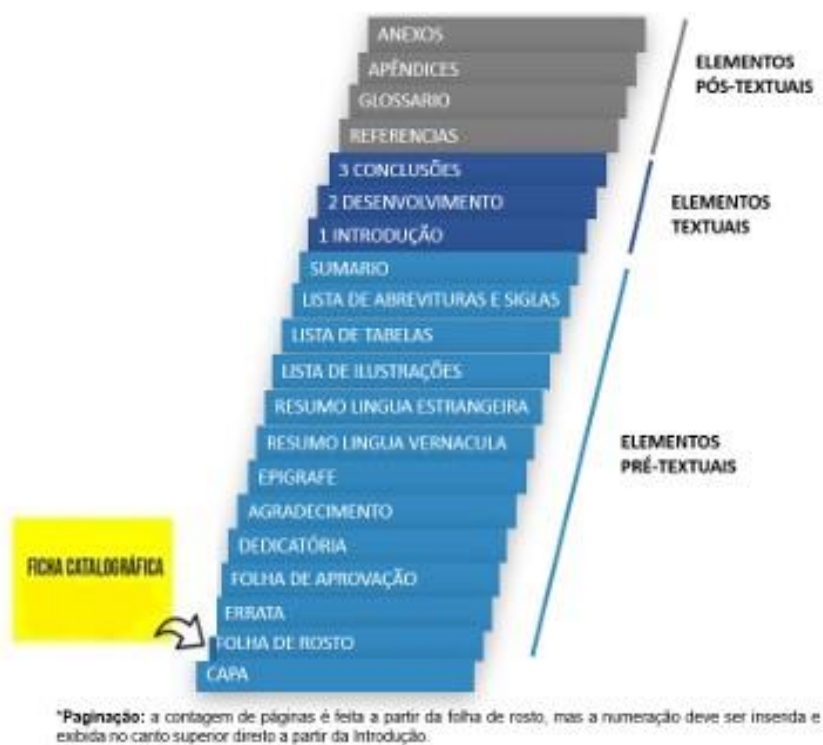 ANEXOS
APÊNDICES
GLOSSARIO
REFERENCIAS
3 CONCLUSÕES
2 DESENVOLVIMENTO
1 INTRODUÇÃO
SUMARIO
LISTA DE ABREVITURAS E SIGLAS
LISTA DE TABELAS
LISTA DE ILUSTRAÇÕES
RESUMO LINGUA ESTRANGEIRA
RESUMO LINGUA VERNACULA
EPIGRAFE
AGRADECIMENTO
DEDICATÓRIA
FOLHA DE APROVAÇÃO
ERRATA
FOLHA DE ROSTO
CAPA
ELEMENTOS
PÓS-TEXTUAIS
ELEMENTOS
TEXTUAIS
ELEMENTOS
PRÉ-TEXTUAIS
FICHA CATALOGRÁFICA
*Paginação: a contagem de páginas é feita a partir da folha de rosto, mas a numeração deve ser inserida e
exibida no canto superior direito a partir da Introdução.